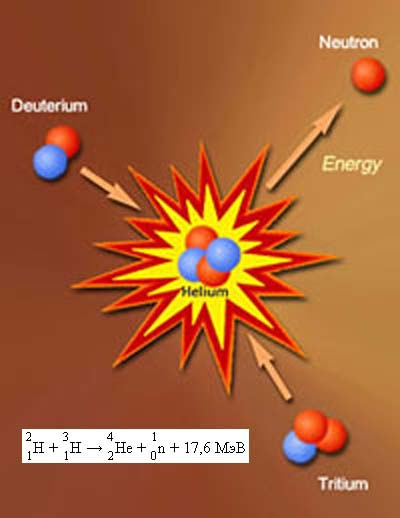 Neutron
Deuterium
Energy
Helium
²₁H + ³₁H → ⁴₂He + ¹₀n + 17,6 МэВ
Tritium